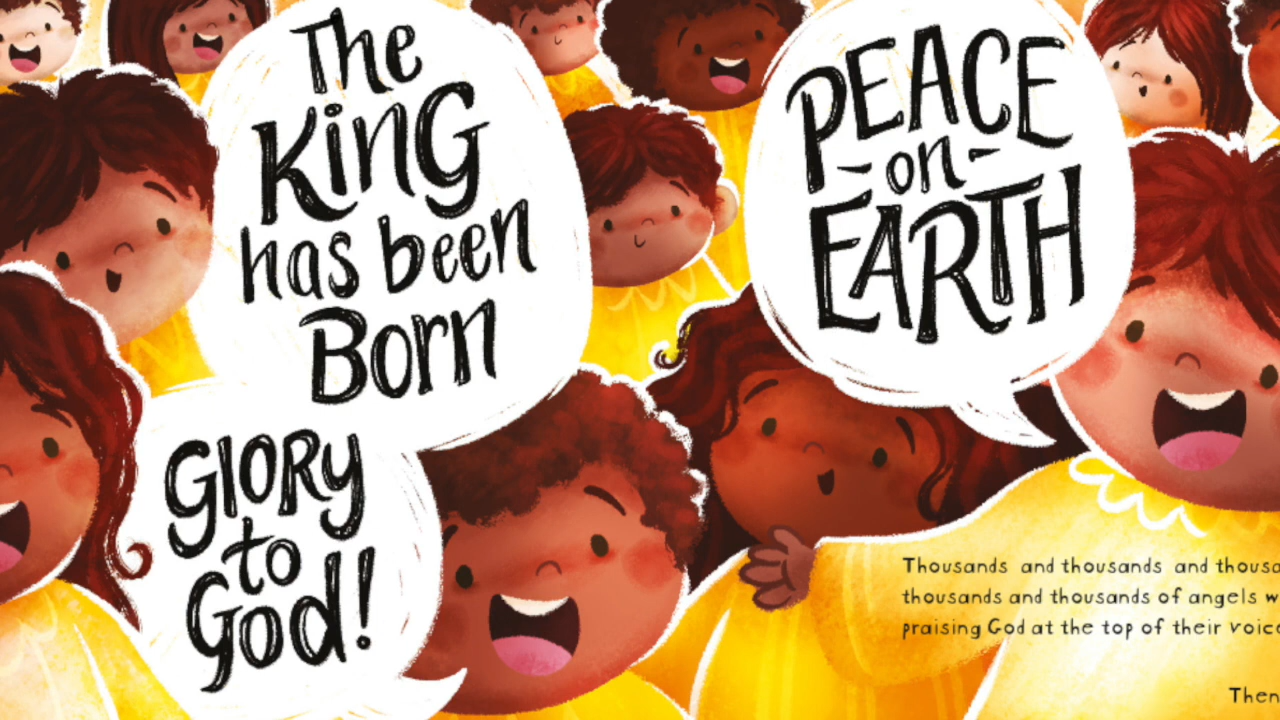 The
King
has been
Born
Glory
to
God!
PEACE
-on-
EARTH
Thousands and thousands and
thousands and thousands of angels
praising God at the top of their
Then